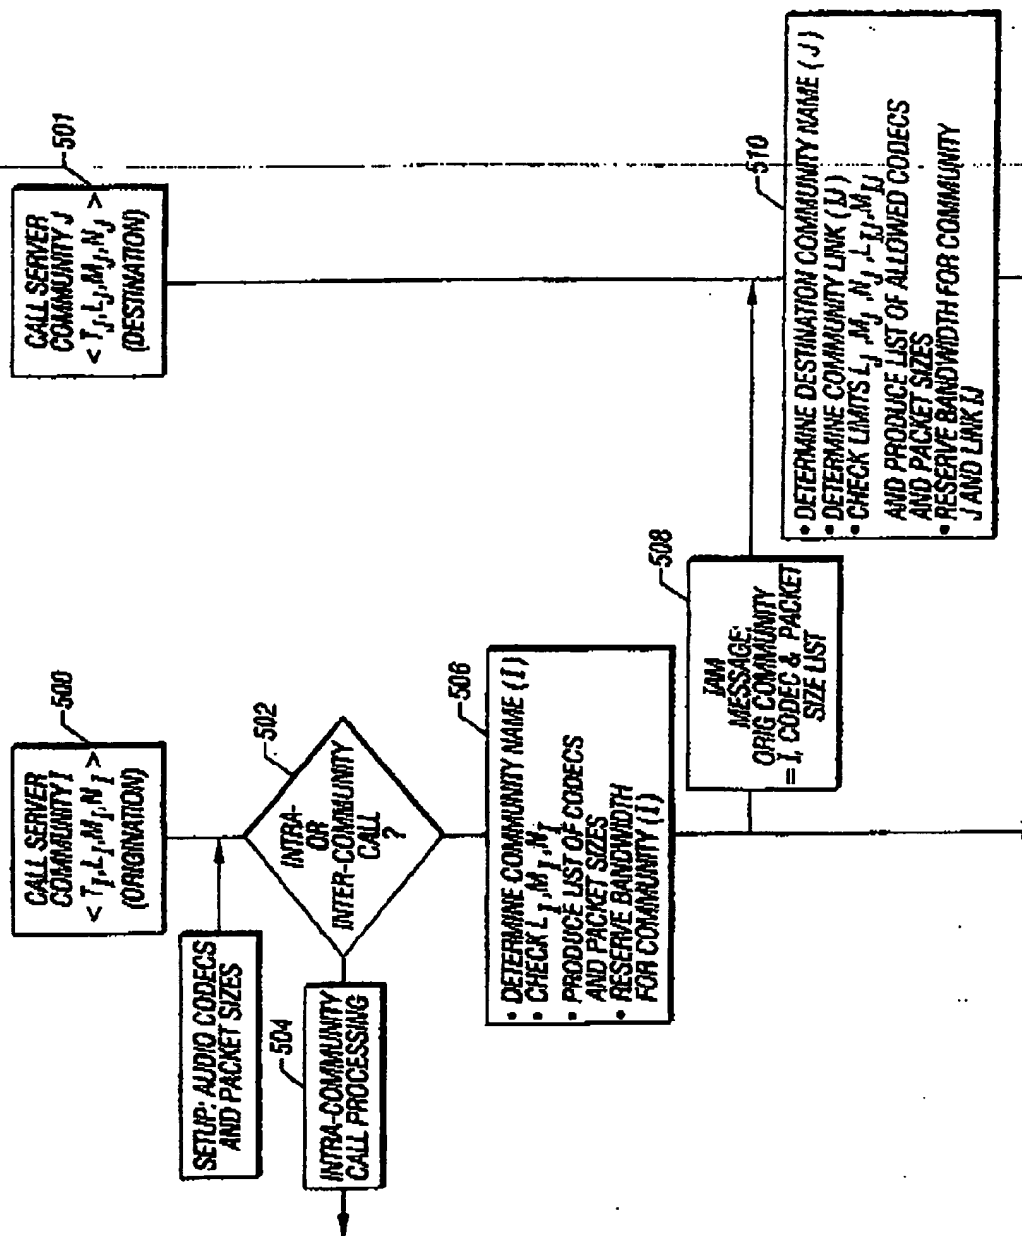 CALL SERVER
COMMUNITY I
< T_I, L_I, M_I, N_I >
(ORIGINATION)
500
CALL SERVER
COMMUNITY J
< T_J, L_J, M_J, N_J >
(DESTINATION)
501
SETUP: AUDIO CODECS
AND PACKET SIZES
INTRA-
OR
INTER-COMMUNITY
CALL
?
502
INTRA-COMMUNITY
CALL PROCESSING
504
• DETERMINE COMMUNITY NAME (I)
• CHECK L_I, M_I, N_I
• PRODUCE LIST OF CODECS
AND PACKET SIZES
• RESERVE BANDWIDTH
FOR COMMUNITY (I)
506
IAM
MESSAGE:
ORIG COMMUNITY
= I, CODEC & PACKET
SIZE LIST
508
• DETERMINE DESTINATION COMMUNITY NAME (J)
• DETERMINE COMMUNITY LINK (IJ)
• CHECK LIMITS L_J, M_J, N_J, L_IJ, M_IJ
AND PRODUCE LIST OF ALLOWED CODECS
AND PACKET SIZES
• RESERVE BANDWIDTH FOR COMMUNITY
J AND LINK IJ
510